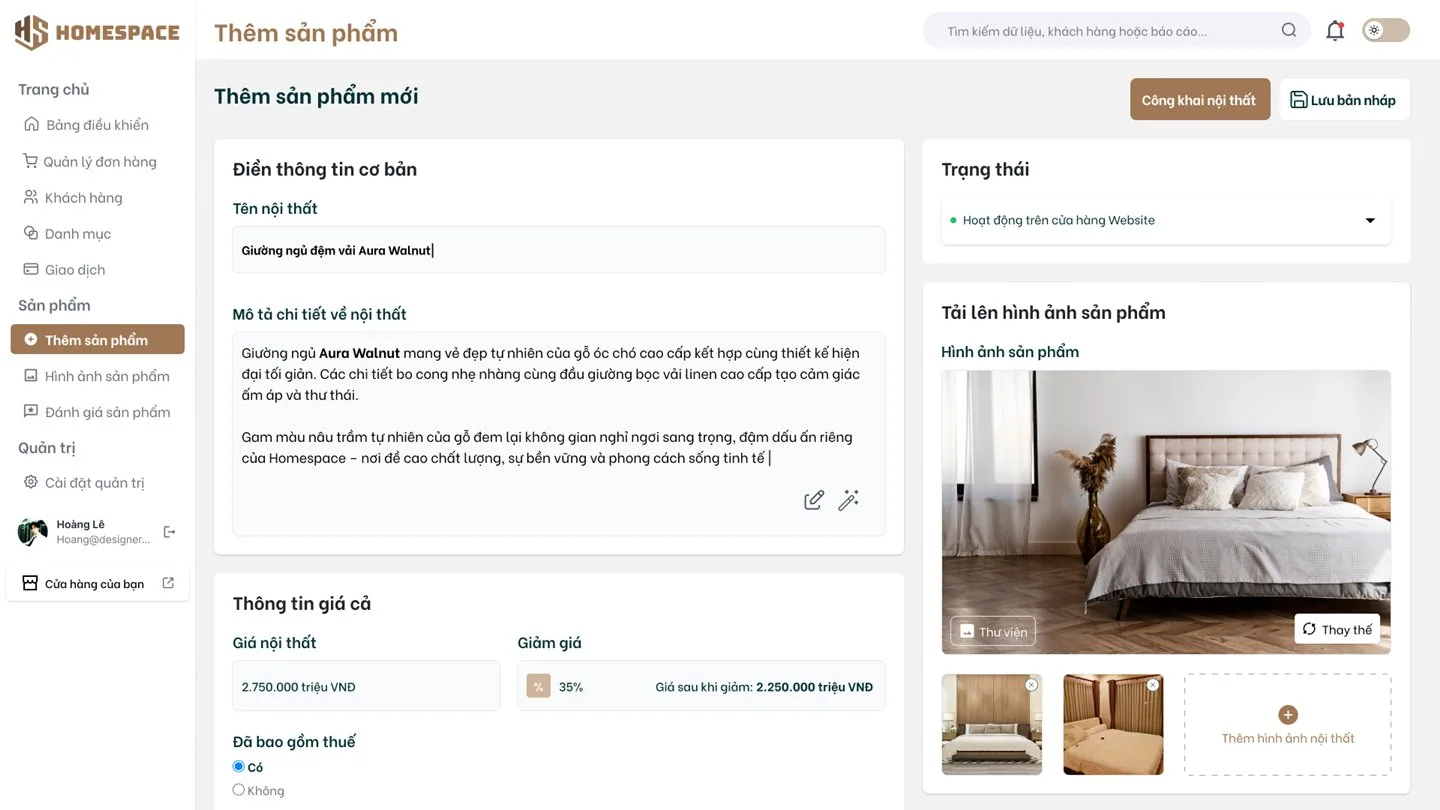 HS HOMESPACE
Thêm sản phẩm
Tìm kiếm dữ liệu, khách hàng hoặc báo cáo...
Trang chủ
Bảng điều khiển
Quản lý đơn hàng
Khách hàng
Danh mục
Giao dịch
Sản phẩm
Thêm sản phẩm
Hình ảnh sản phẩm
Đánh giá sản phẩm
Quản trị
Cài đặt quản trị
Hoàng Lê
Hoang@designer...
Cửa hàng của bạn
Thêm sản phẩm mới
Công khai nội thất
Lưu bản nháp
Điền thông tin cơ bản
Tên nội thất
Giường ngủ đệm vải Aura Walnut|
Mô tả chi tiết về nội thất
Giường ngủ Aura Walnut mang vẻ đẹp tự nhiên của gỗ óc chó cao cấp kết hợp cùng thiết kế hiện
đại tối giản. Các chi tiết bo cong nhẹ nhàng cùng đầu giường bọc vải linen cao cấp tạo cảm giác
ấm áp và thư thái.
Gam màu nâu trầm tự nhiên của gỗ đem lại không gian nghỉ ngơi sang trọng, đậm dấu ấn riêng
của Homespace – nơi đề cao chất lượng, sự bền vững và phong cách sống tinh tế |
Thông tin giá cả
Giá nội thất
2.750.000 triệu VNĐ
Giảm giá
% 35% Giá sau khi giảm: 2.250.000 triệu VNĐ
Đã bao gồm thuế
Có
Không
Trạng thái
Hoạt động trên cửa hàng Website
Tải lên hình ảnh sản phẩm
Hình ảnh sản phẩm
Thư viện
Thay thế
Thêm hình ảnh nội thất